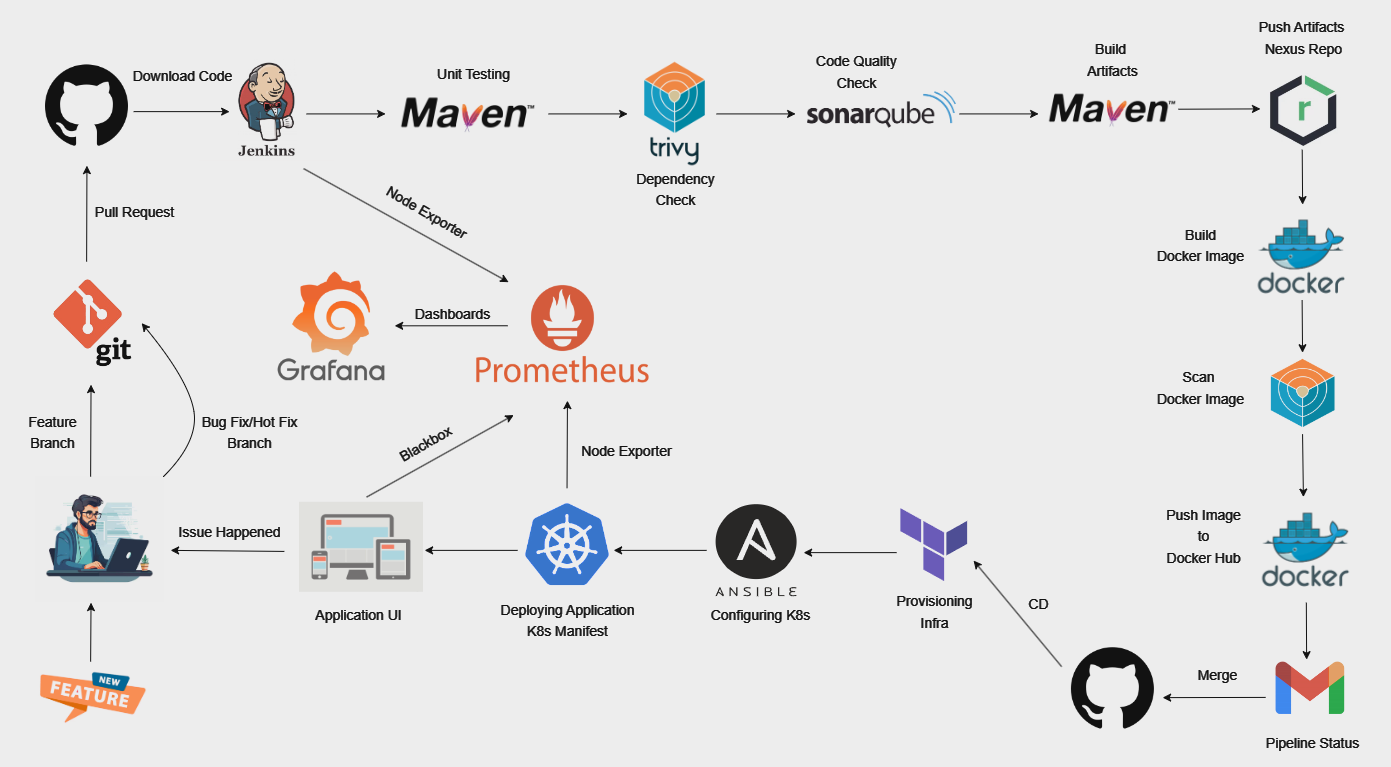 Push Artifacts
Nexus Repo
Download Code
Jenkins
Unit Testing
Maven™
trivy
Dependency
Check
Code Quality
Check
sonarqube
Build
Artifacts
Maven™
r
Pull Request
Node Exporter
Build
Docker Image
docker
git
Grafana
Dashboards
Prometheus
Scan
Docker Image
Feature
Branch
Bug Fix/Hot Fix
Branch
Blackbox
Node Exporter
Push Image
to
Docker Hub
docker
Issue Happened
Application UI
Deploying Application
K8s Manifest
ANSIBLE
Configuring K8s
Provisioning
Infra
CD
Merge
Pipeline Status
NEW
FEATURE